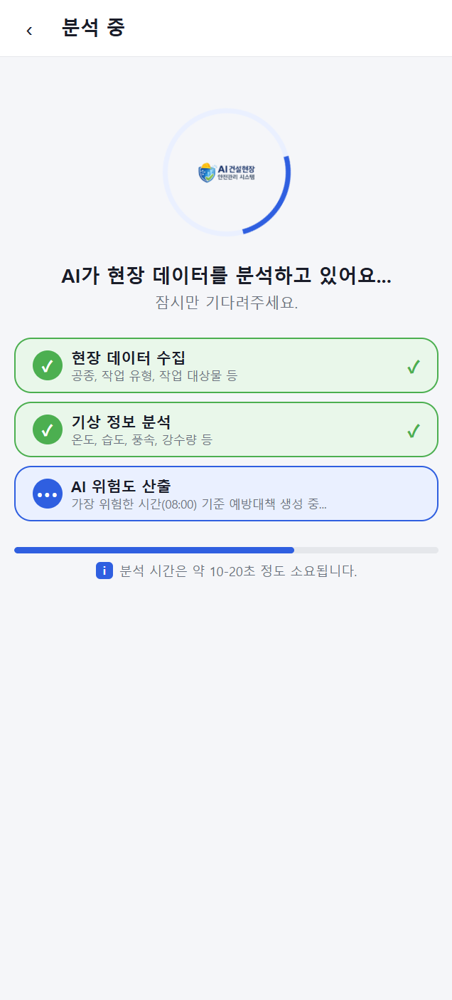 ‹ 분석 중
AI 건설현장
안전관리 시스템
AI가 현장 데이터를 분석하고 있어요...
잠시만 기다려주세요.
현장 데이터 수집
공종, 작업 유형, 작업 대상물 등
기상 정보 분석
온도, 습도, 풍속, 강수량 등
AI 위험도 산출
가장 위험한 시간(08:00) 기준 예방대책 생성 중...
i 분석 시간은 약 10-20초 정도 소요됩니다.